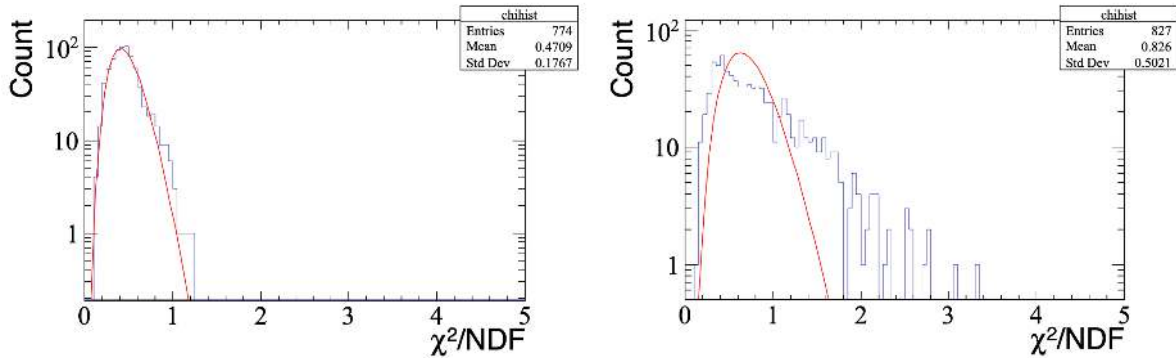 chihist
Entries 774
Mean 0.4709
Std Dev 0.1767
Count
10²
10
1
0 1 2 3 4 5
χ²/NDF
chihist
Entries 827
Mean 0.826
Std Dev 0.5021
Count
10²
10
1
0 1 2 3 4 5
χ²/NDF